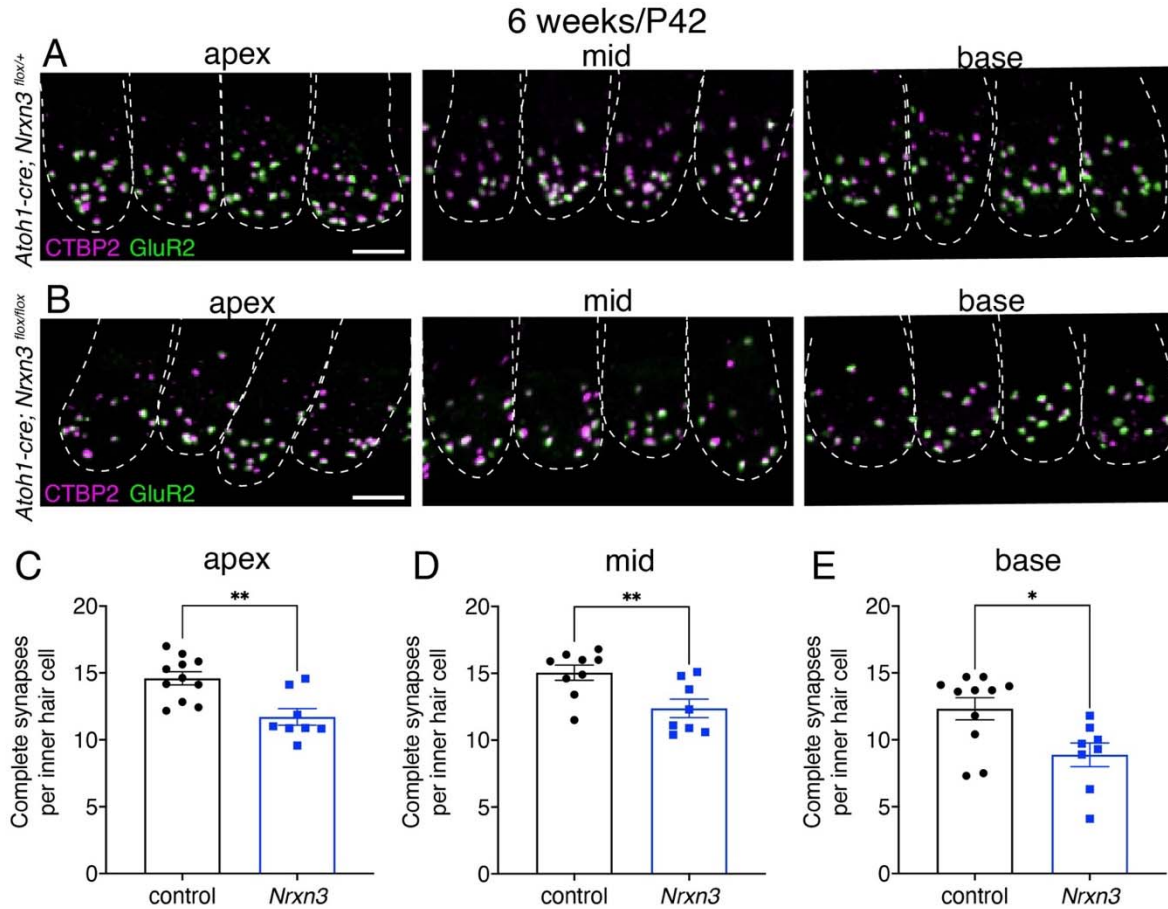 6 weeks/P42
A
apex
mid
base
Atoh1-cre; Nrxn3 flox/+
CTBP2 GluR2
B
apex
mid
base
Atoh1-cre; Nrxn3 flox/flox
CTBP2 GluR2
C
apex
Complete synapses
per inner hair cell
20
15
10
5
0
**
control
Nrxn3
D
mid
Complete synapses
per inner hair cell
20
15
10
5
0
**
control
Nrxn3
E
base
Complete synapses
per inner hair cell
20
15
10
5
0
*
control
Nrxn3